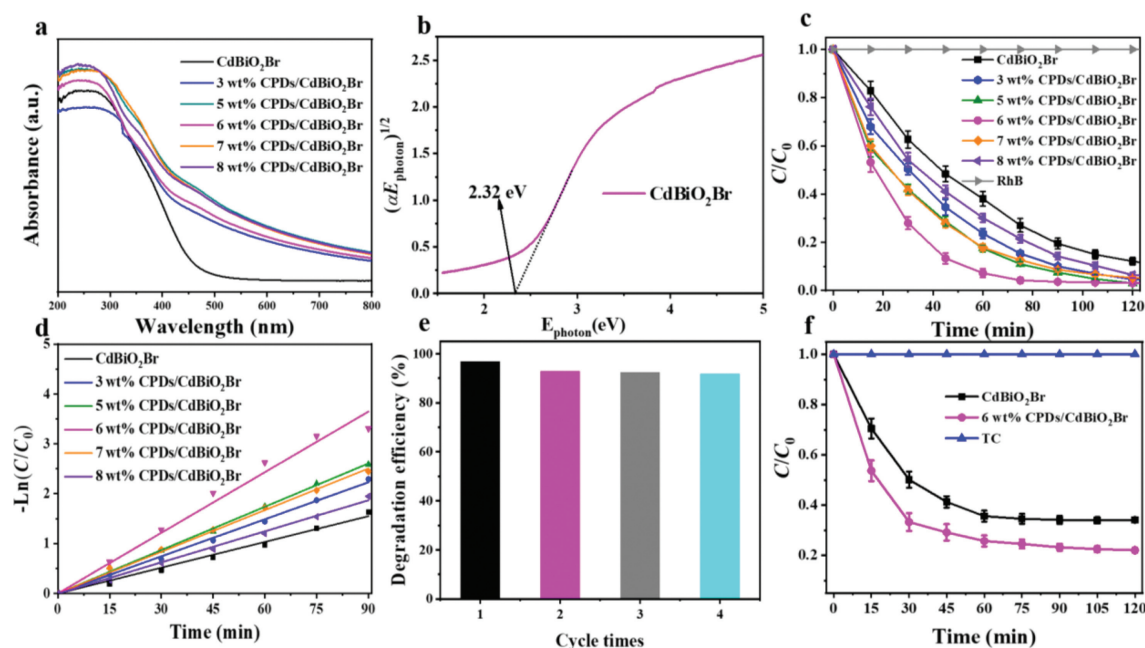 a
CdBiO₂Br
3 wt% CPDs/CdBiO₂Br
5 wt% CPDs/CdBiO₂Br
6 wt% CPDs/CdBiO₂Br
7 wt% CPDs/CdBiO₂Br
8 wt% CPDs/CdBiO₂Br
Absorbance (a.u.)
200 300 400 500 600 700 800
Wavelength (nm)
b
2.5
2.0
1.5
1.0
0.5
0.0
(αE_photon)^1/2
2.32 eV
CdBiO₂Br
2 3 4 5
E_photon(eV)
c
1.0
0.8
0.6
0.4
0.2
0.0
C/C₀
CdBiO₂Br
3 wt% CPDs/CdBiO₂Br
5 wt% CPDs/CdBiO₂Br
6 wt% CPDs/CdBiO₂Br
7 wt% CPDs/CdBiO₂Br
8 wt% CPDs/CdBiO₂Br
RhB
0 20 40 60 80 100 120
Time (min)
d
5
4
3
2
1
0
-Ln(C/C₀)
CdBiO₂Br
3 wt% CPDs/CdBiO₂Br
5 wt% CPDs/CdBiO₂Br
6 wt% CPDs/CdBiO₂Br
7 wt% CPDs/CdBiO₂Br
8 wt% CPDs/CdBiO₂Br
0 15 30 45 60 75 90
Time (min)
e
100
80
60
40
20
0
Degradation efficiency (%)
1 2 3 4
Cycle times
f
1.0
0.8
0.6
0.4
0.2
C/C₀
CdBiO₂Br
6 wt% CPDs/CdBiO₂Br
TC
0 15 30 45 60 75 90 105 120
Time (min)